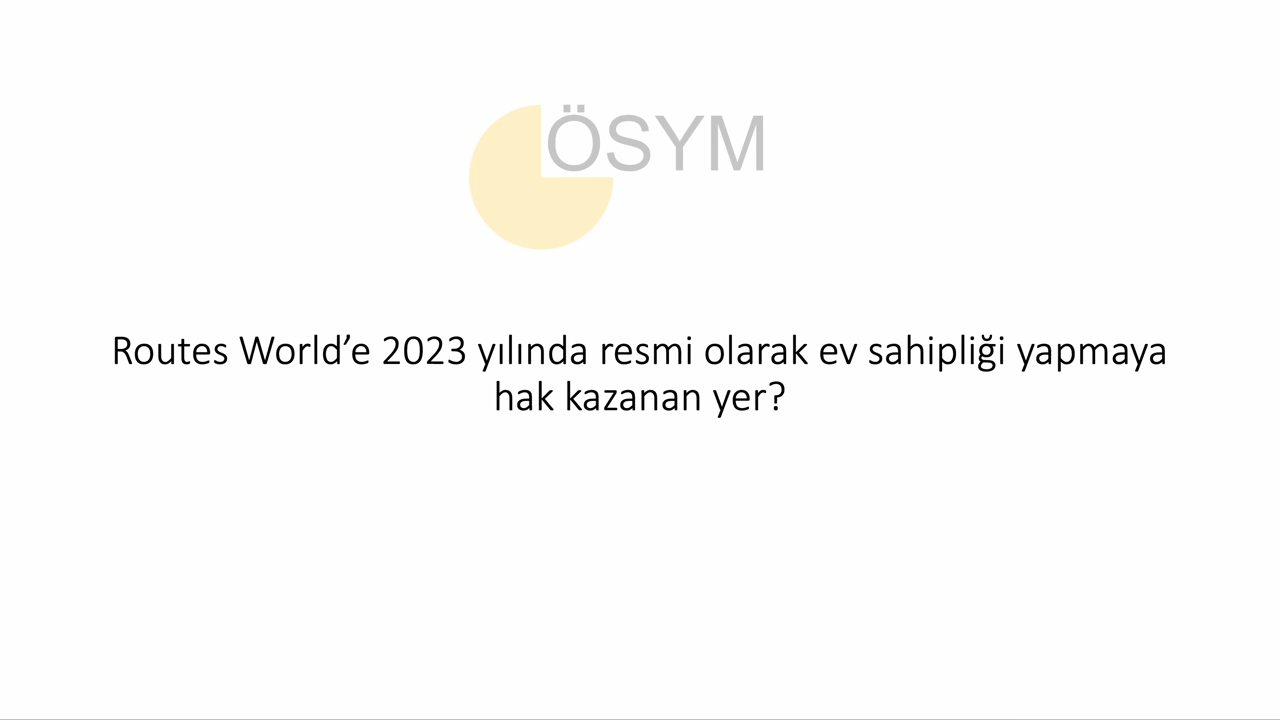 ÖSYM
Routes World’e 2023 yılında resmi olarak ev sahipliği yapmaya
hak kazanan yer?